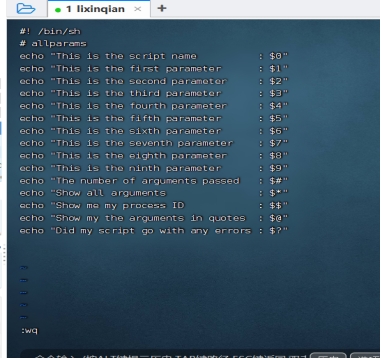 1 lixinqian × +
#! /bin/sh
# allparams
echo "This is the script name : $0"
echo "This is the first parameter : $1"
echo "This is the second parameter : $2"
echo "This is the third parameter : $3"
echo "This is the fourth parameter : $4"
echo "This is the fifth parameter : $5"
echo "This is the sixth parameter : $6"
echo "This is the seventh parameter : $7"
echo "This is the eighth parameter : $8"
echo "This is the ninth parameter : $9"
echo "The number of arguments passed : $#"
echo "Show all arguments : $*"
echo "Show me my process ID : $$"
echo "Show my the arguments in quotes : $@"
echo "Did my script go with any errors : $?"
~
~
~
~
~
:wq